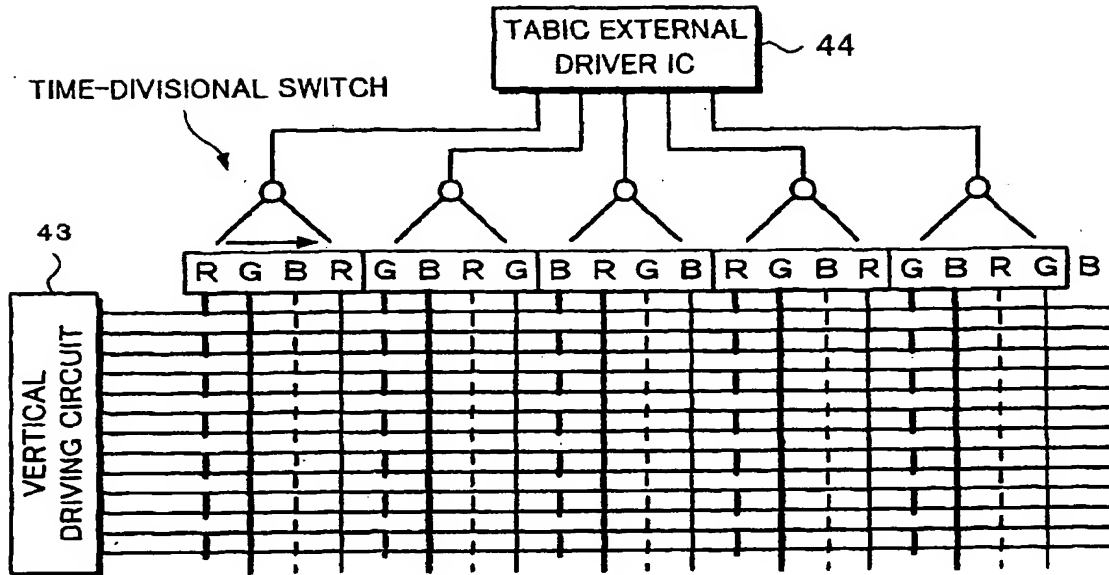 TABIC EXTERNAL
DRIVER IC
44
TIME-DIVISIONAL SWITCH
43
R G B R G B R G B R G B R G B R G B R G B
VERTICAL
DRIVING CIRCUIT